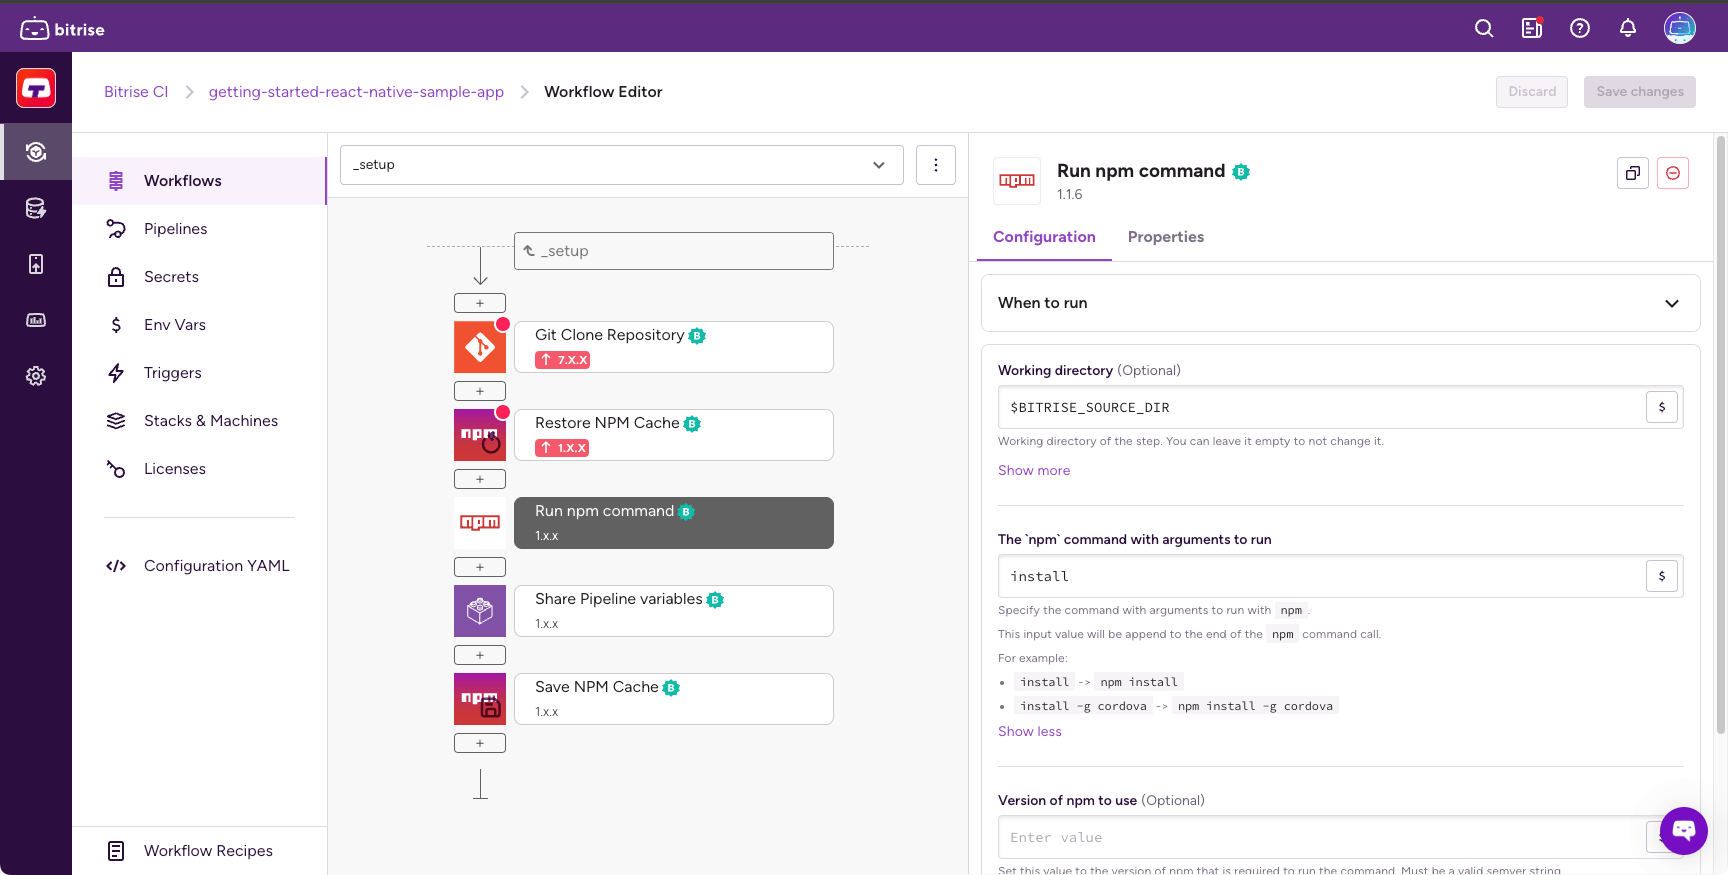 bitrise
Bitrise CI
getting-started-react-native-sample-app
Workflow Editor
Discard
Save changes
Workflows
Pipelines
Secrets
$ Env Vars
Triggers
Stacks & Machines
Licenses
</> Configuration YAML
Workflow Recipes
_setup
_setup
+
Git Clone Repository B
↑ 7.X.X
+
npm
Restore NPM Cache B
↑ 1.X.X
+
npm
Run npm command B
1.x.x
+
Share Pipeline variables B
1.x.x
+
npm
Save NPM Cache B
1.x.x
+
npm
Run npm command B
1.1.6
Configuration
Properties
When to run
Working directory (Optional)
$BITRISE_SOURCE_DIR
$
Working directory of the step. You can leave it empty to not change it.
Show more
The `npm` command with arguments to run
install
$
Specify the command with arguments to run with npm.
This input value will be append to the end of the npm command call.
For example:
• install -> npm install
• install -g cordova -> npm install -g cordova
Show less
Version of npm to use (Optional)
Enter value
$
Set this value to the version of npm that is required to run the command. Must be a valid semver string